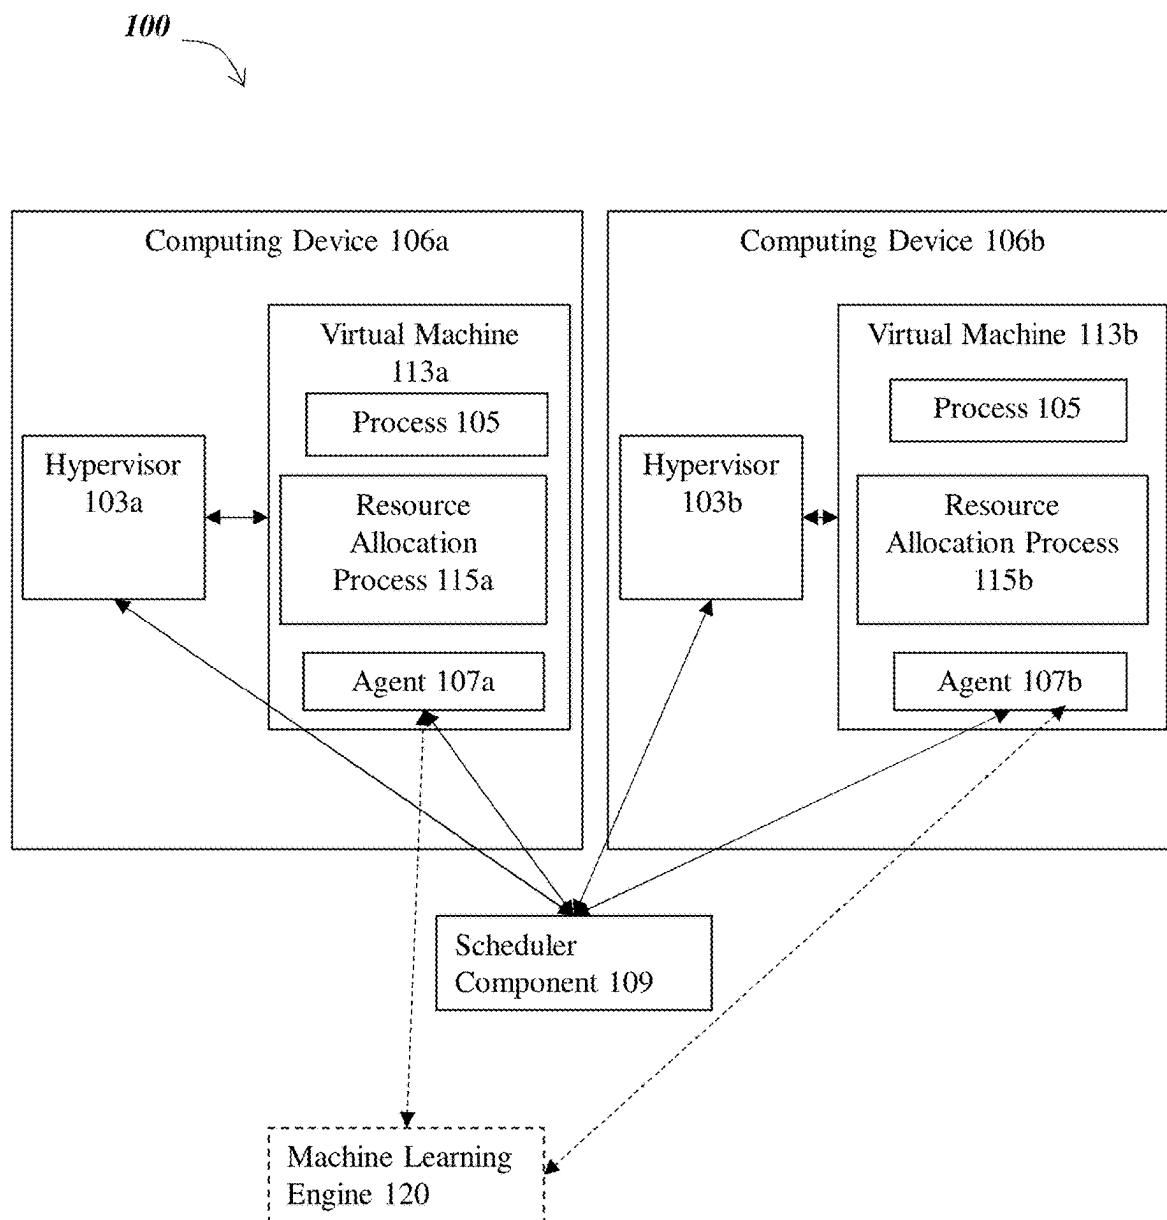 100
Computing Device 106a
Virtual Machine
113a
Process 105
Hypervisor
103a
Resource
Allocation
Process 115a
Agent 107a
Computing Device 106b
Virtual Machine 113b
Process 105
Hypervisor
103b
Resource
Allocation Process
115b
Agent 107b
Scheduler
Component 109
Machine Learning
Engine 120